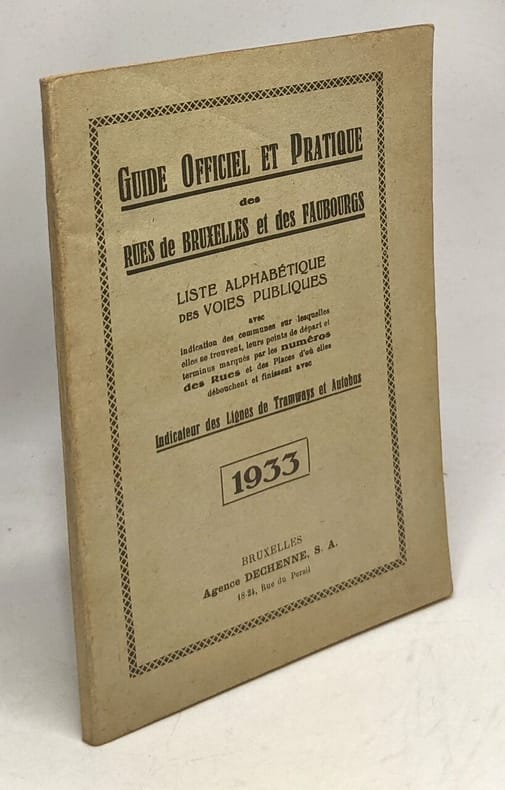 GUIDE OFFICIEL ET PRATIQUE
des
RUES de BRUXELLES et des FAUBOURGS
LISTE ALPHABÉTIQUE
DES VOIES PUBLIQUES
avec
indication des communes sur lesquelles
elles se trouvent, leurs points de départ et
terminus marqués par les numéros
des Rues et des Places d'où elles
débouchent et finissent avec
Indicateur des Lignes de Tramways et Autobus
1933
BRUXELLES
Agence DECHENNE, S. A.
18-24, Rue du Persil